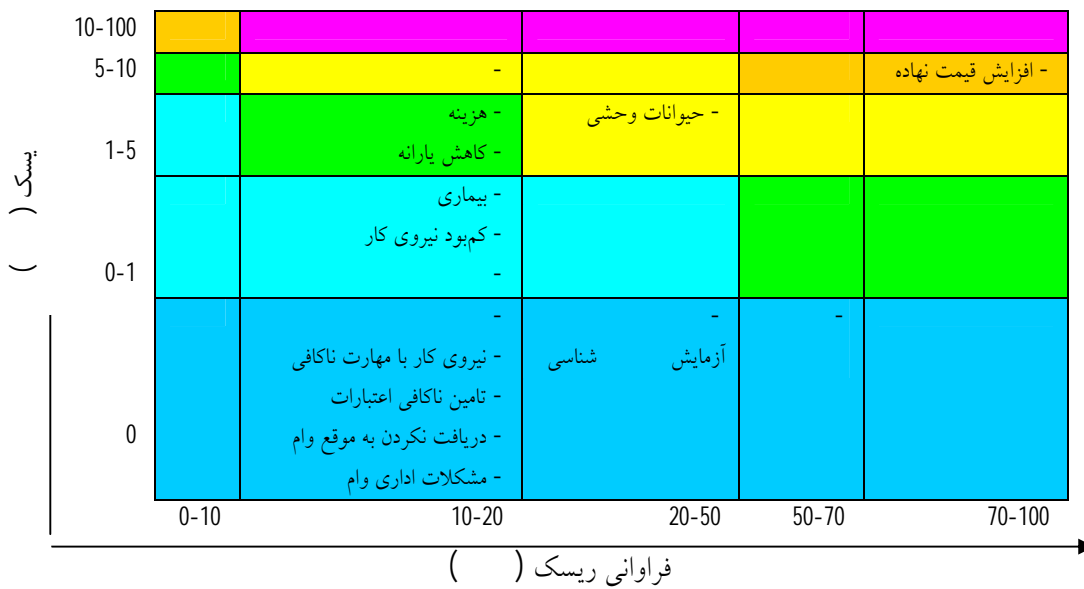 10-100
5-10
-
- افزایش قیمت نهاده
1-5
- هزینه
- کاهش یارانه
- حیوانات وحشی
0-1
- بیماری
- کم‌بود نیروی کار
-
0
-
- نیروی کار با مهارت ناکافی
- تامین ناکافی اعتبارات
- دریافت نکردن به موقع وام
- مشکلات اداری وام
-
آزمایش شناسی
-
یسک ( )
0-10
10-20
20-50
50-70
70-100
فراوانی ریسک ( )